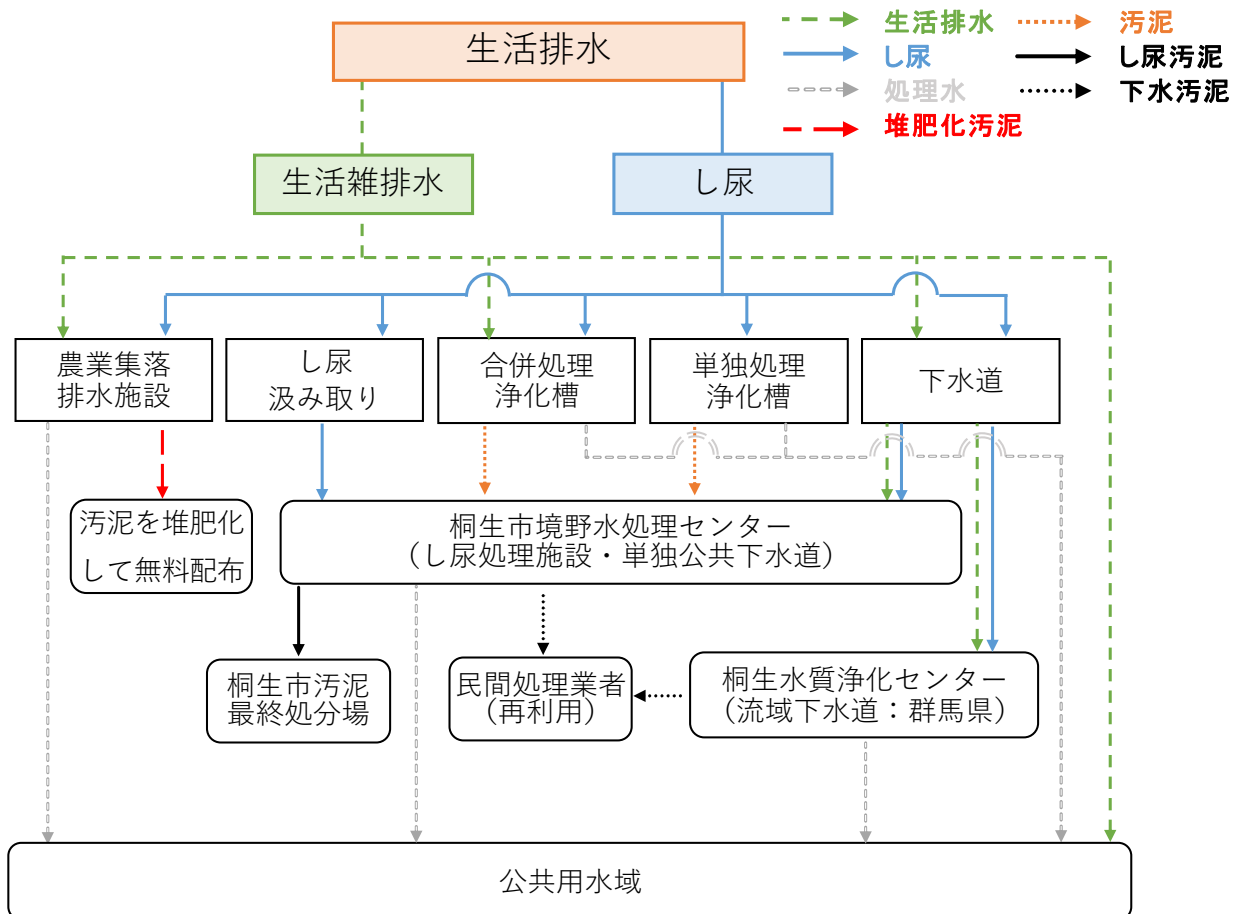 生活排水
生活排水
汚泥
し尿
し尿汚泥
処理水
下水汚泥
堆肥化汚泥
生活雑排水
し尿
農業集落
排水施設
し尿
汲み取り
合併処理
浄化槽
単独処理
浄化槽
下水道
汚泥を堆肥化
して無料配布
桐生市境野水処理センター
（し尿処理施設・単独公共下水道）
桐生市汚泥
最終処分場
民間処理業者
（再利用）
桐生水質浄化センター
（流域下水道：群馬県）
公共用水域